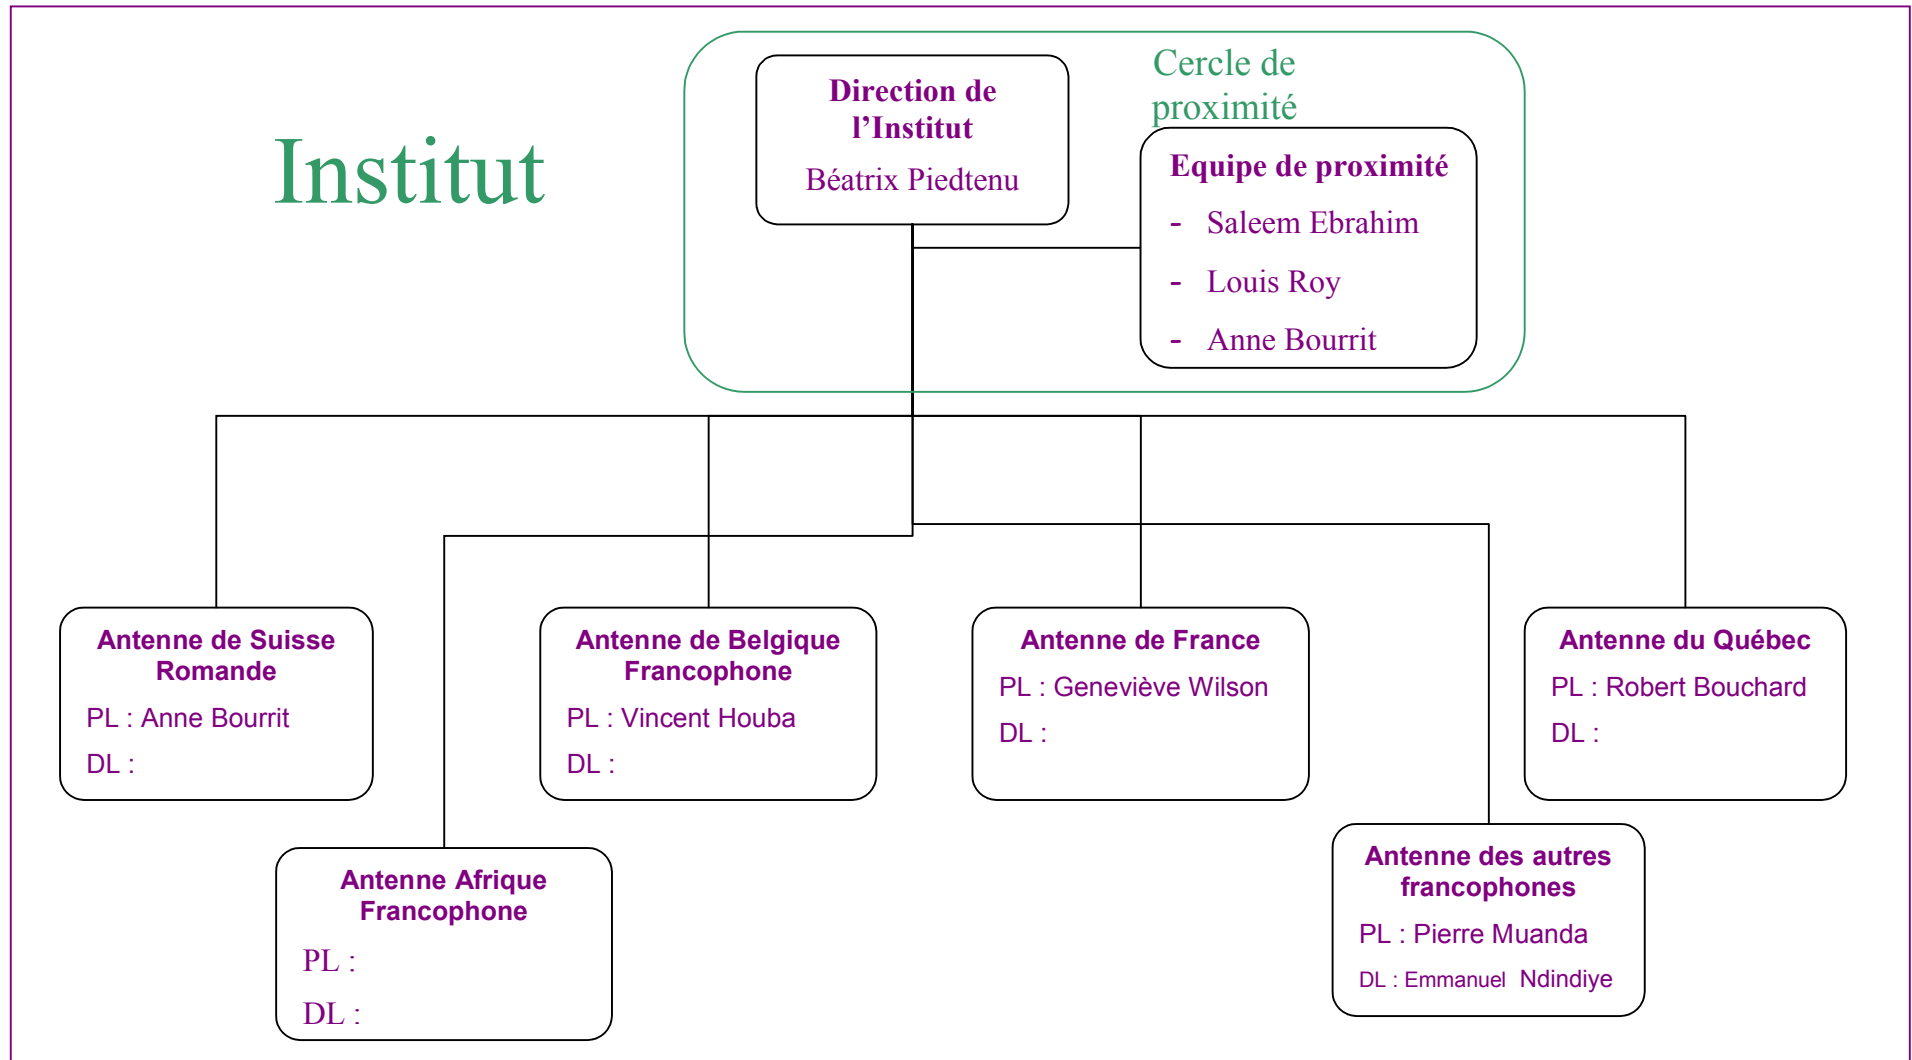 Institut
Direction de
l’Institut
Béatrix Piedtenu
Cercle de
proximité
Equipe de proximité
- Saleem Ebrahim
- Louis Roy
- Anne Bourrit
Antenne de Suisse
Romande
PL : Anne Bourrit
DL :
Antenne de Belgique
Francophone
PL : Vincent Houba
DL :
Antenne de France
PL : Geneviève Wilson
DL :
Antenne du Québec
PL : Robert Bouchard
DL :
Antenne Afrique
Francophone
PL :
DL :
Antenne des autres
francophones
PL : Pierre Muanda
DL : Emmanuel Ndindiye